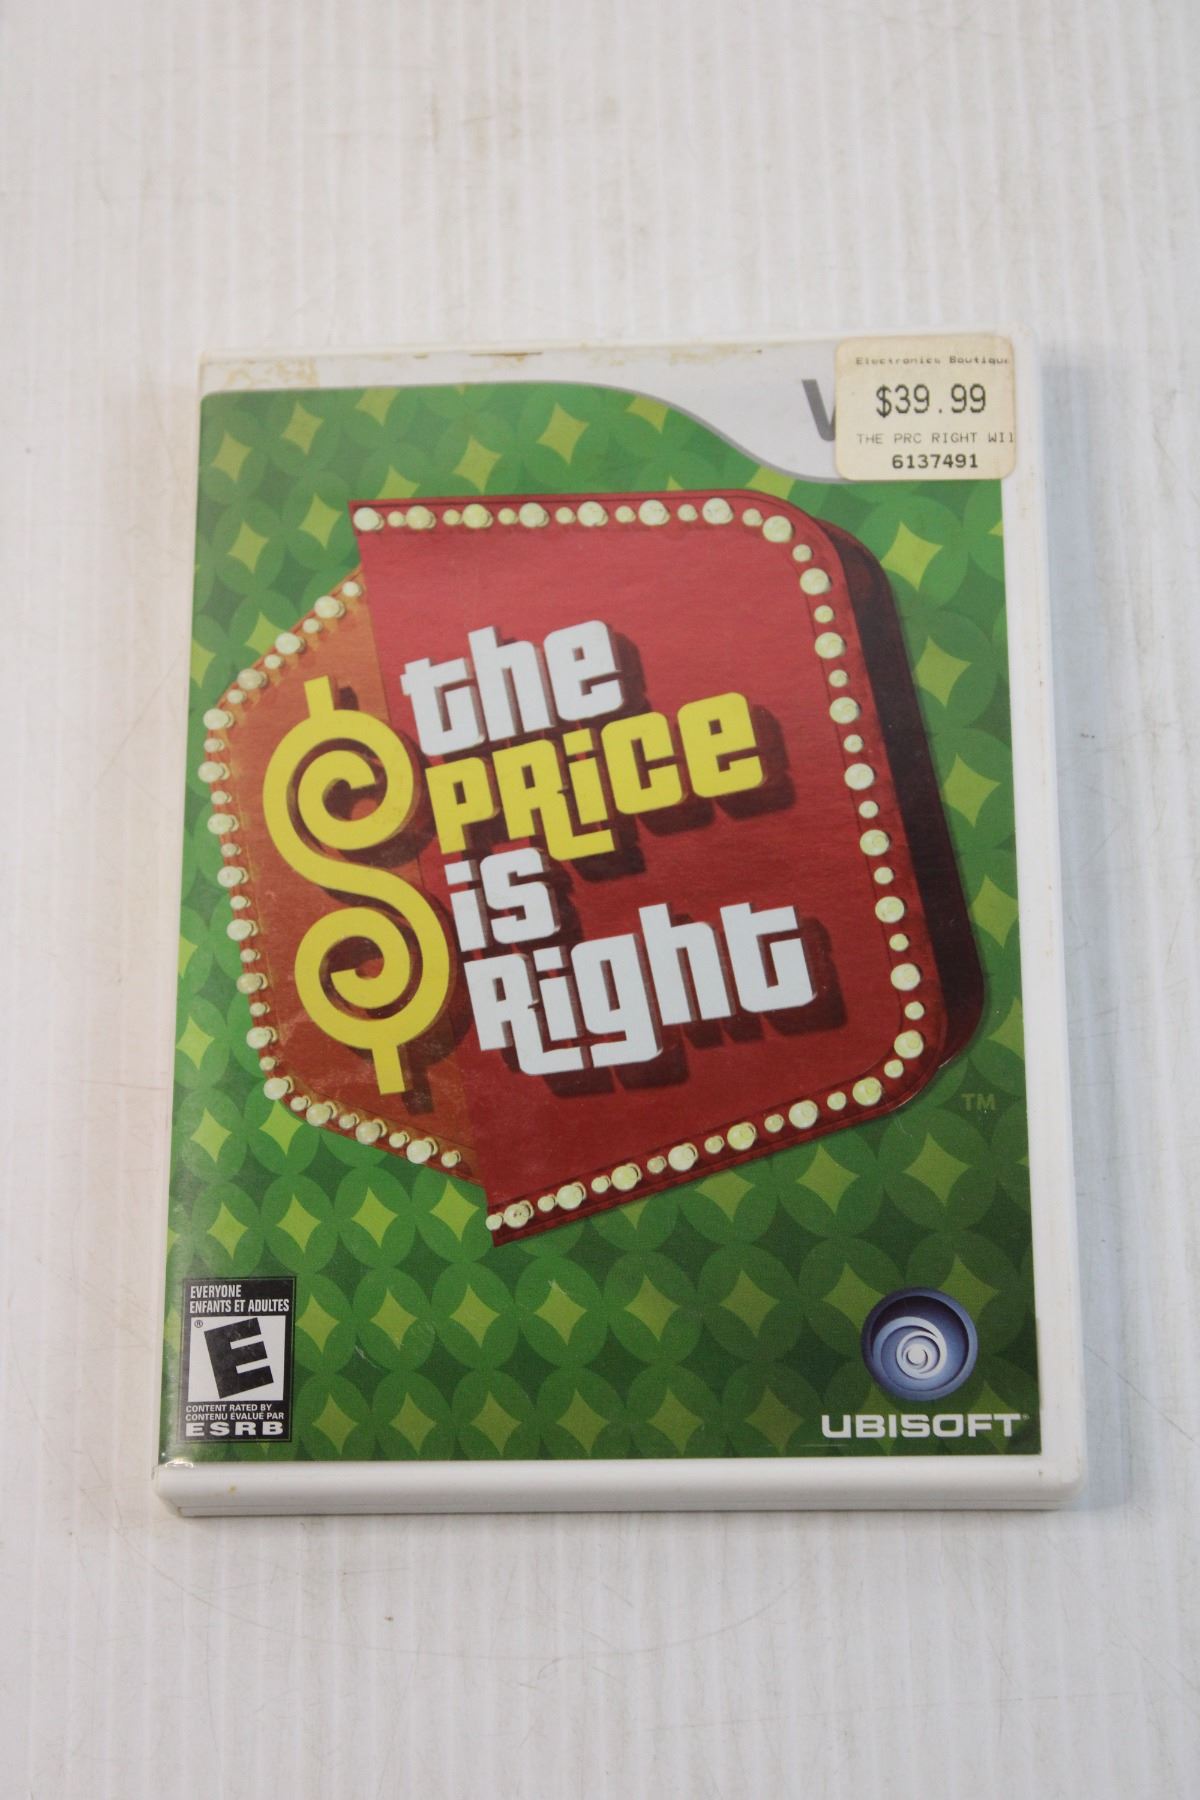 Electronics Boutique
$39.99
THE PRC RIGHT WI1
6137491
W
the
PRiCe
is
Right
TM
EVERYONE
ENFANTS ET ADULTES
E
®
CONTENT RATED BY
CONTENU ÉVALUÉ PAR
ESRB
UBISOFT